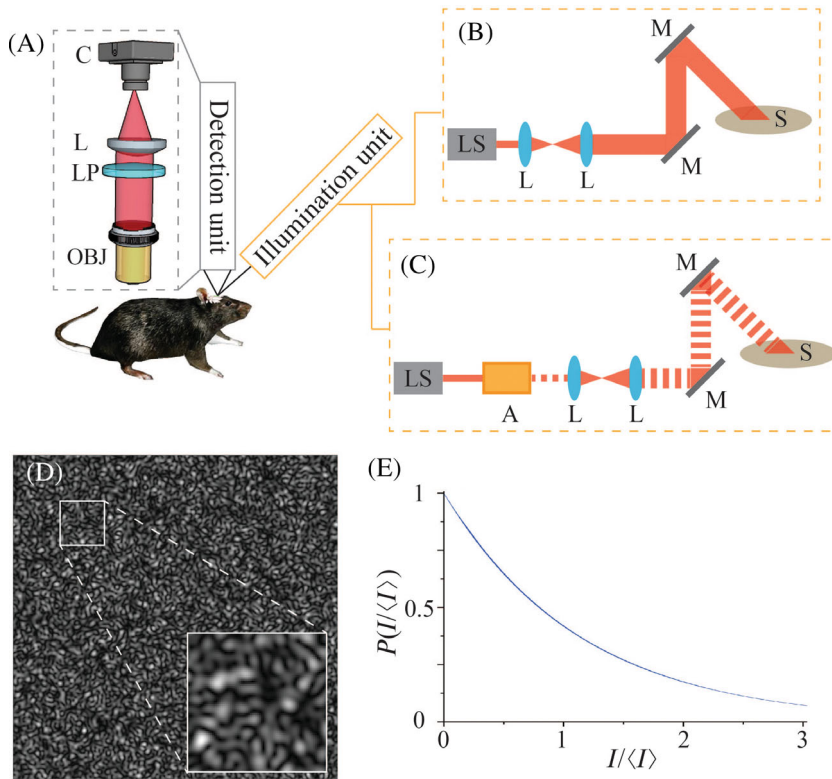 (A)
C
L
LP
OBJ
Detection unit
Illumination unit
(B)
M
LS
L
L
M
S
(C)
M
LS
A
L
L
M
S
(D)
(E)
P(I/⟨I⟩)
1
0.5
0
0
1
2
3
I/⟨I⟩